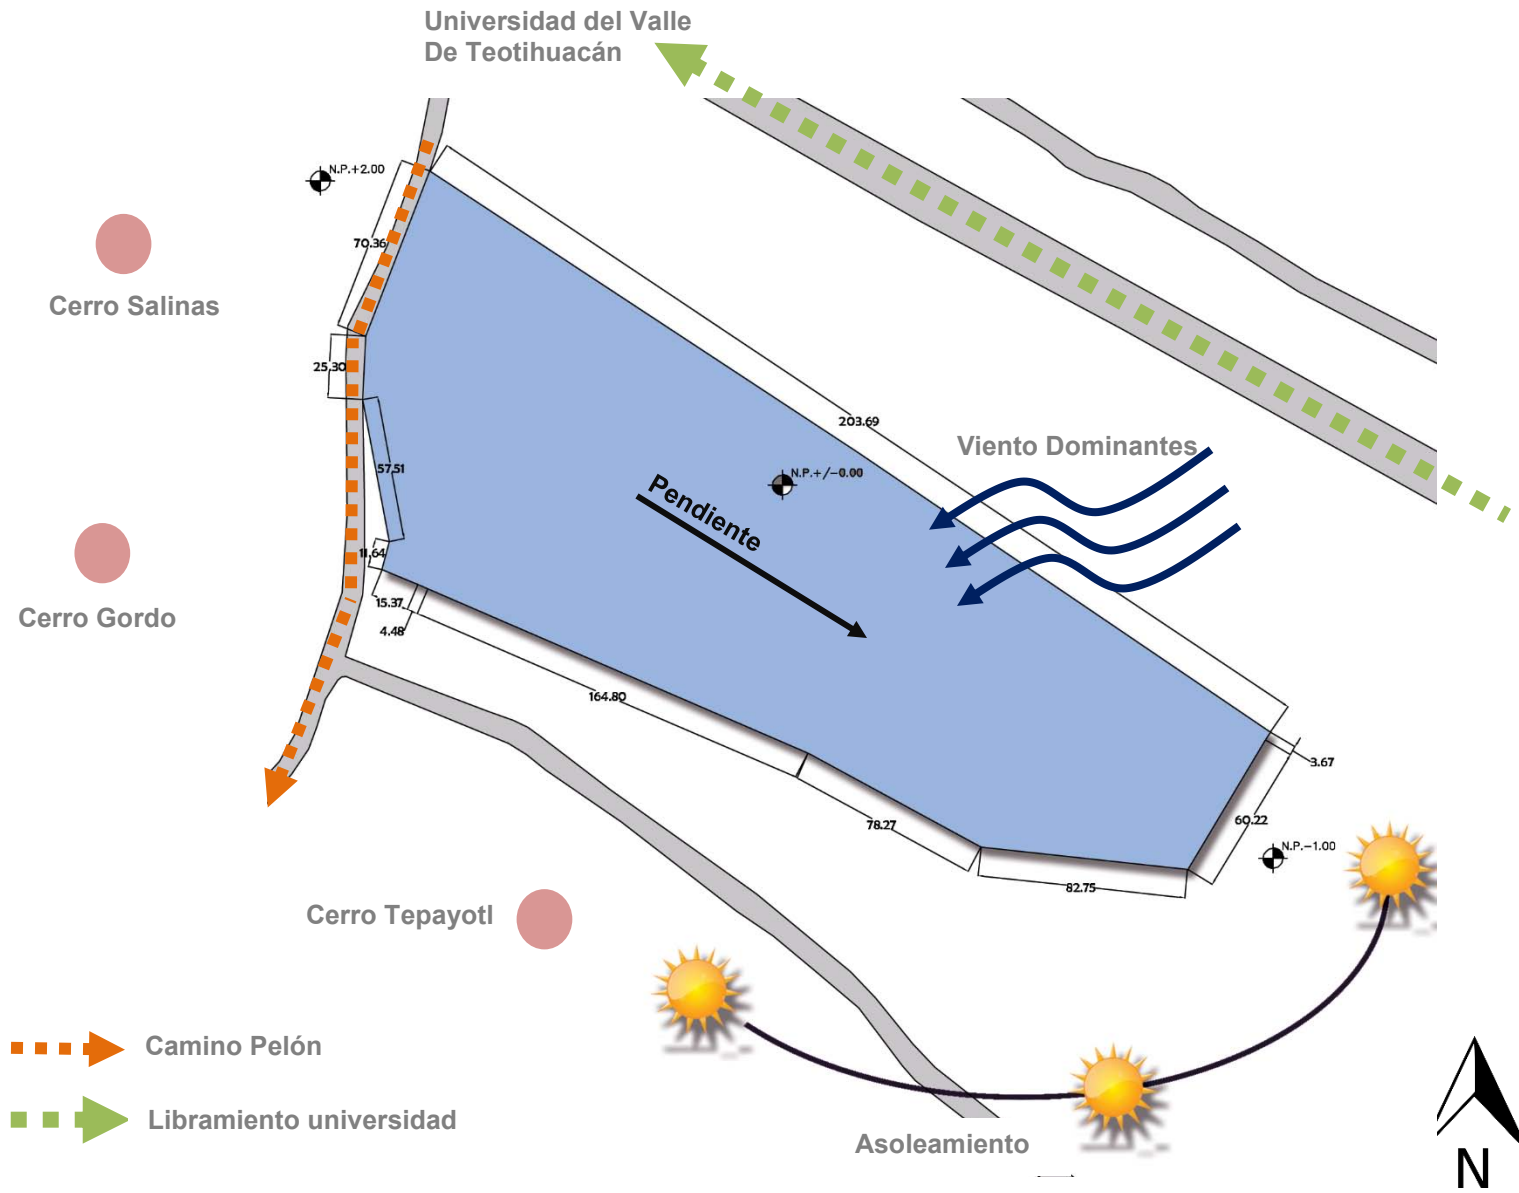 Universidad del Valle
De Teotihuacán
N.P.+2.00
70.36
Cerro Salinas
25.30
203.69
Viento Dominantes
57.51
N.P.+/-0.00
Pendiente
11.64
Cerro Gordo
15.37
4.48
164.80
3.67
78.27
60.22
N.P.-1.00
82.75
Cerro Tepayotl
Camino Pelón
Libramiento universidad
Asoleamiento
N